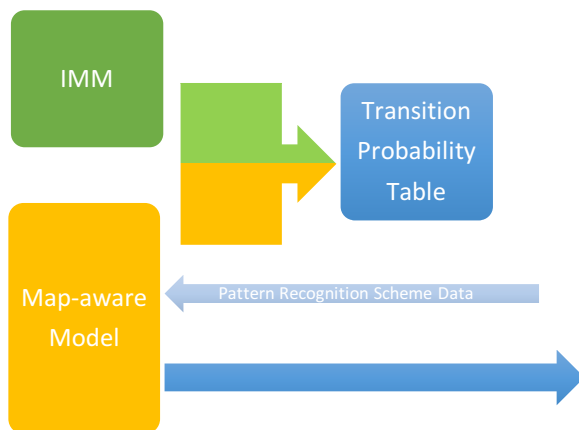 IMM
Transition
Probability
Table
Pattern Recognition Scheme Data
Map-aware
Model